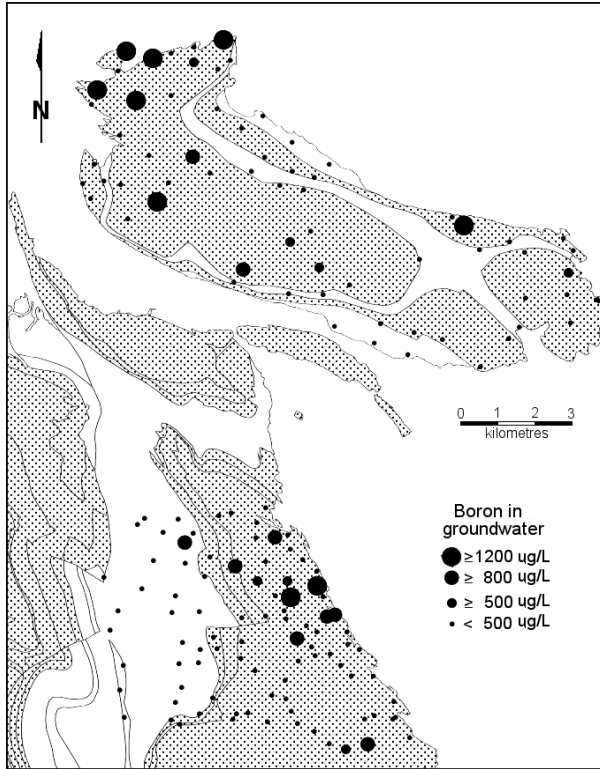 N
0 1 2 3
kilometres
Boron in
groundwater
≥1200 ug/L
≥ 800 ug/L
≥ 500 ug/L
< 500 ug/L